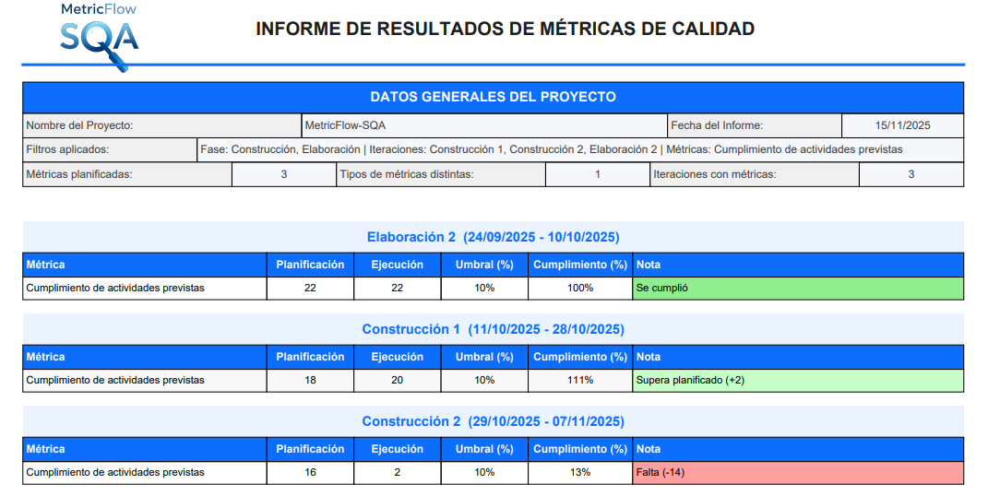 MetricFlow
SQA
INFORME DE RESULTADOS DE MÉTRICAS DE CALIDAD
DATOS GENERALES DEL PROYECTO
Nombre del Proyecto: MetricFlow-SQA Fecha del Informe: 15/11/2025
Filtros aplicados: Fase: Construcción, Elaboración | Iteraciones: Construcción 1, Construcción 2, Elaboración 2 | Métricas: Cumplimiento de actividades previstas
Métricas planificadas: 3 Tipos de métricas distintas: 1 Iteraciones con métricas: 3
Elaboración 2 (24/09/2025 - 10/10/2025)
Métrica Planificación Ejecución Umbral (%) Cumplimiento (%) Nota
Cumplimiento de actividades previstas 22 22 10% 100% Se cumplió
Construcción 1 (11/10/2025 - 28/10/2025)
Métrica Planificación Ejecución Umbral (%) Cumplimiento (%) Nota
Cumplimiento de actividades previstas 18 20 10% 111% Supera planificado (+2)
Construcción 2 (29/10/2025 - 07/11/2025)
Métrica Planificación Ejecución Umbral (%) Cumplimiento (%) Nota
Cumplimiento de actividades previstas 16 2 10% 13% Falta (-14)